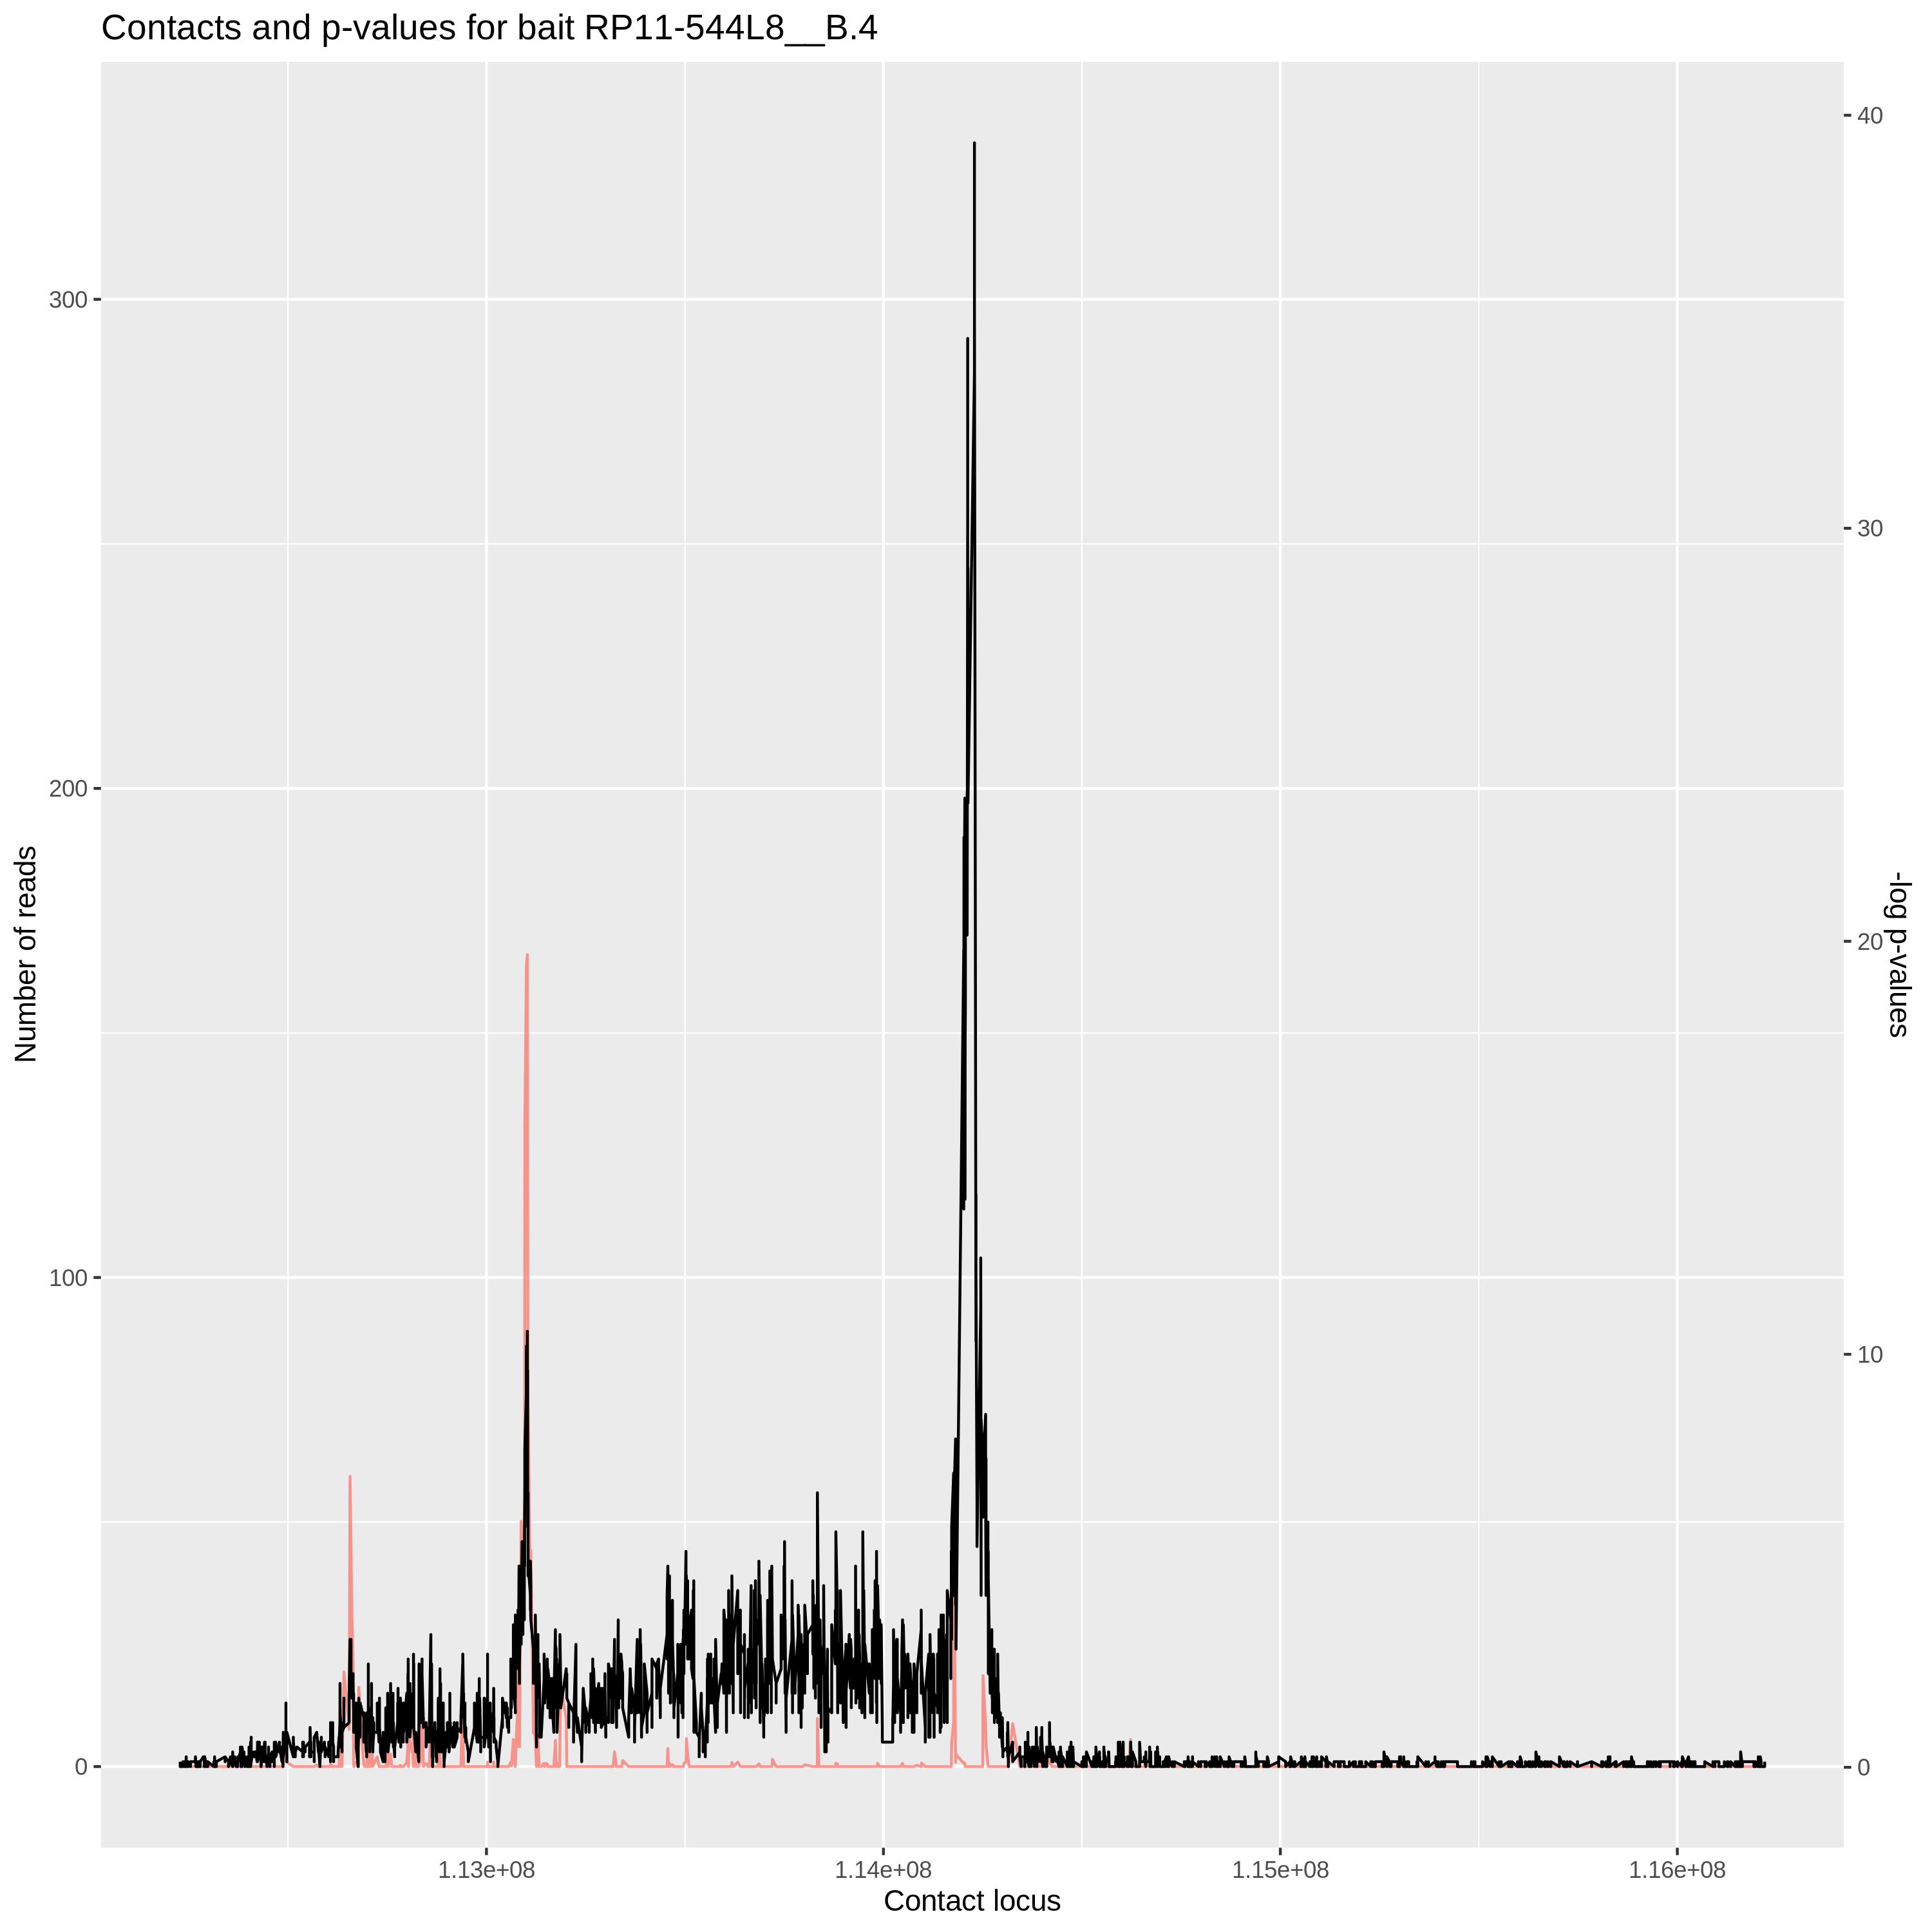 Contacts and p-values for bait RP11-544L8__B.4
Number of reads
300
200
100
0
40
30
20
10
0
-log p-values
1.13e+08
1.14e+08
1.15e+08
1.16e+08
Contact locus